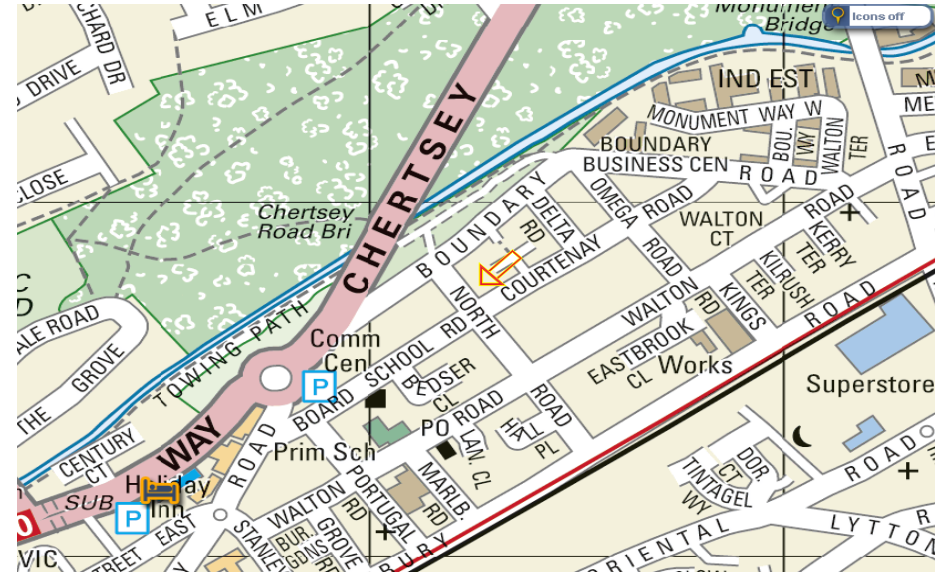 ELM
Monument
Bridge
Icons off
CHARD DR
DRIVE
IND EST
MONUMENT WAY W
ME
CHERTSEY
BOUNDARY
BUSINESS CEN
BOU.
WY
WALTON
TER
ROAD
ROAD
CLOSE
Chertsey
Road Bri
BOUNDARY
DELTA
RD
OMEGA
ROAD
COURTENAY
ROAD
WALTON
CT
ROAD
KERRY
TER
KILRUSH
TER
KINGS
TER
NORTH
ROAD
WALTON
RD
ROAD
ALE ROAD
THE GROVE
TOWING PATH
Comm
Cen
P
BOARD SCHOOL RD
BEDSER
CL
EASTBROOK
CL
Works
Superstore
CENTURY
CT
WAY
ROAD
Prim Sch
PO
ROAD
HALL
PL
LAN. CL
MARLB.
RD
SUB
Holiday
Inn
P
WALTON
PORTUGAL
RD
GROVE
RD
BUR.
GDNS
STANLEY
STREET EAST
BURY
0
VIC
DOR.
CT
TINTAGEL
WY
ORIENTAL
ROAD
LYTTON
R